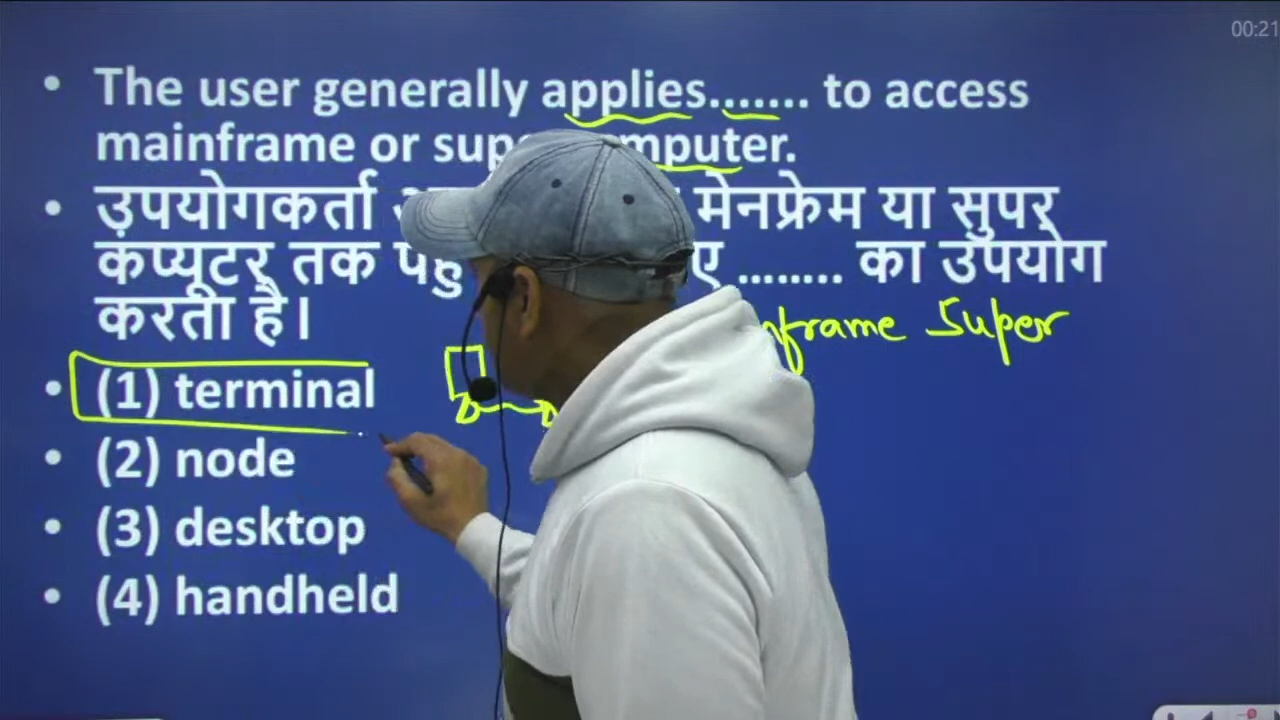 00:21
• The user generally applies....... to access
mainframe or sup mputer.
• उपयोगकर्ता मेनफ्रेम या सुपर
कंप्यूटर तक ........ का उपयोग
करता है।
frame Super
• (1) terminal
• (2) node
• (3) desktop
• (4) handheld